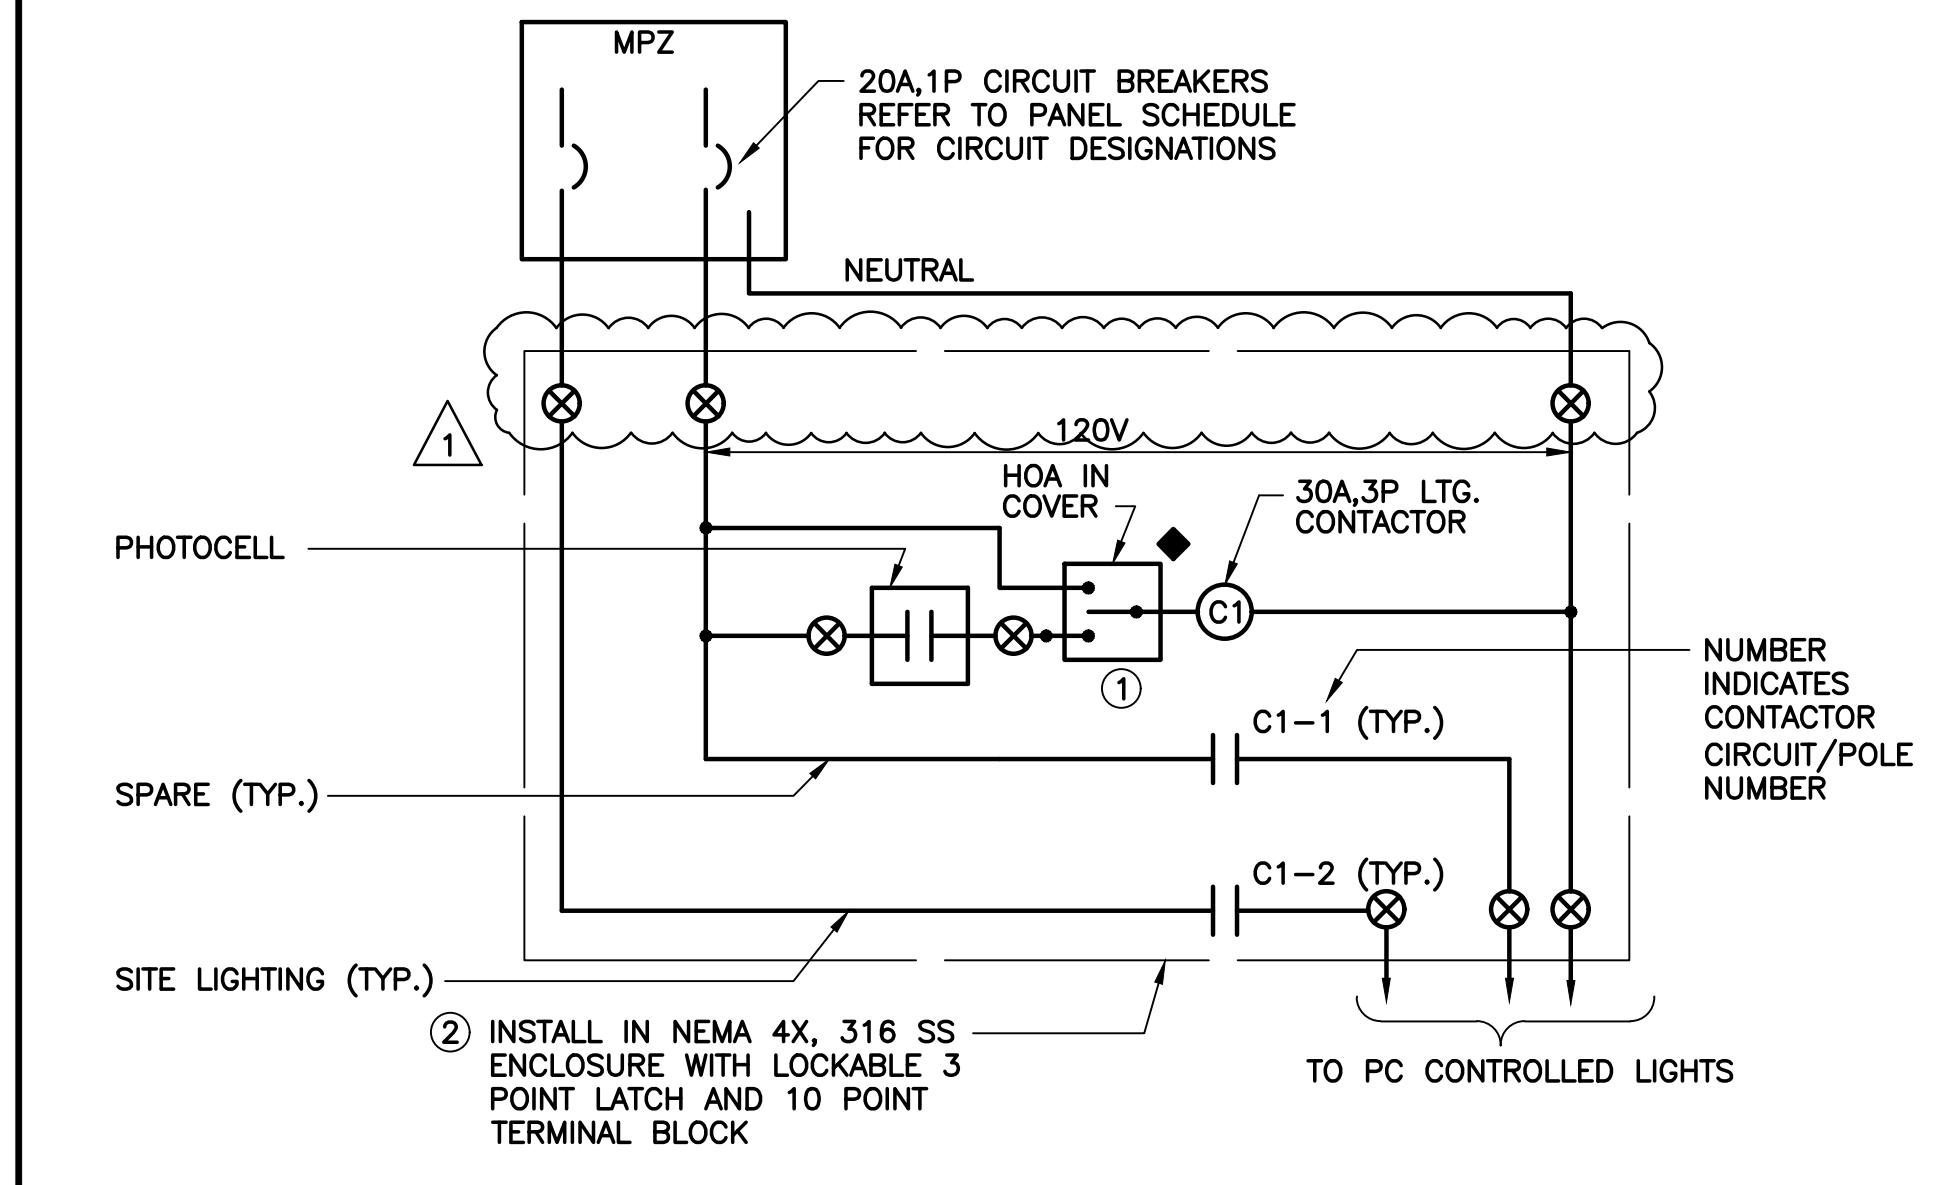 MPZ
20A,1P CIRCUIT BREAKERS
REFER TO PANEL SCHEDULE
FOR CIRCUIT DESIGNATIONS
NEUTRAL
1
120V
HOA IN
COVER
30A,3P LTG.
CONTACTOR
PHOTOCELL
C1
1
NUMBER
INDICATES
CONTACTOR
CIRCUIT/POLE
NUMBER
C1-1 (TYP.)
SPARE (TYP.)
C1-2 (TYP.)
SITE LIGHTING (TYP.)
2 INSTALL IN NEMA 4X, 316 SS
ENCLOSURE WITH LOCKABLE 3
POINT LATCH AND 10 POINT
TERMINAL BLOCK
TO PC CONTROLLED LIGHTS